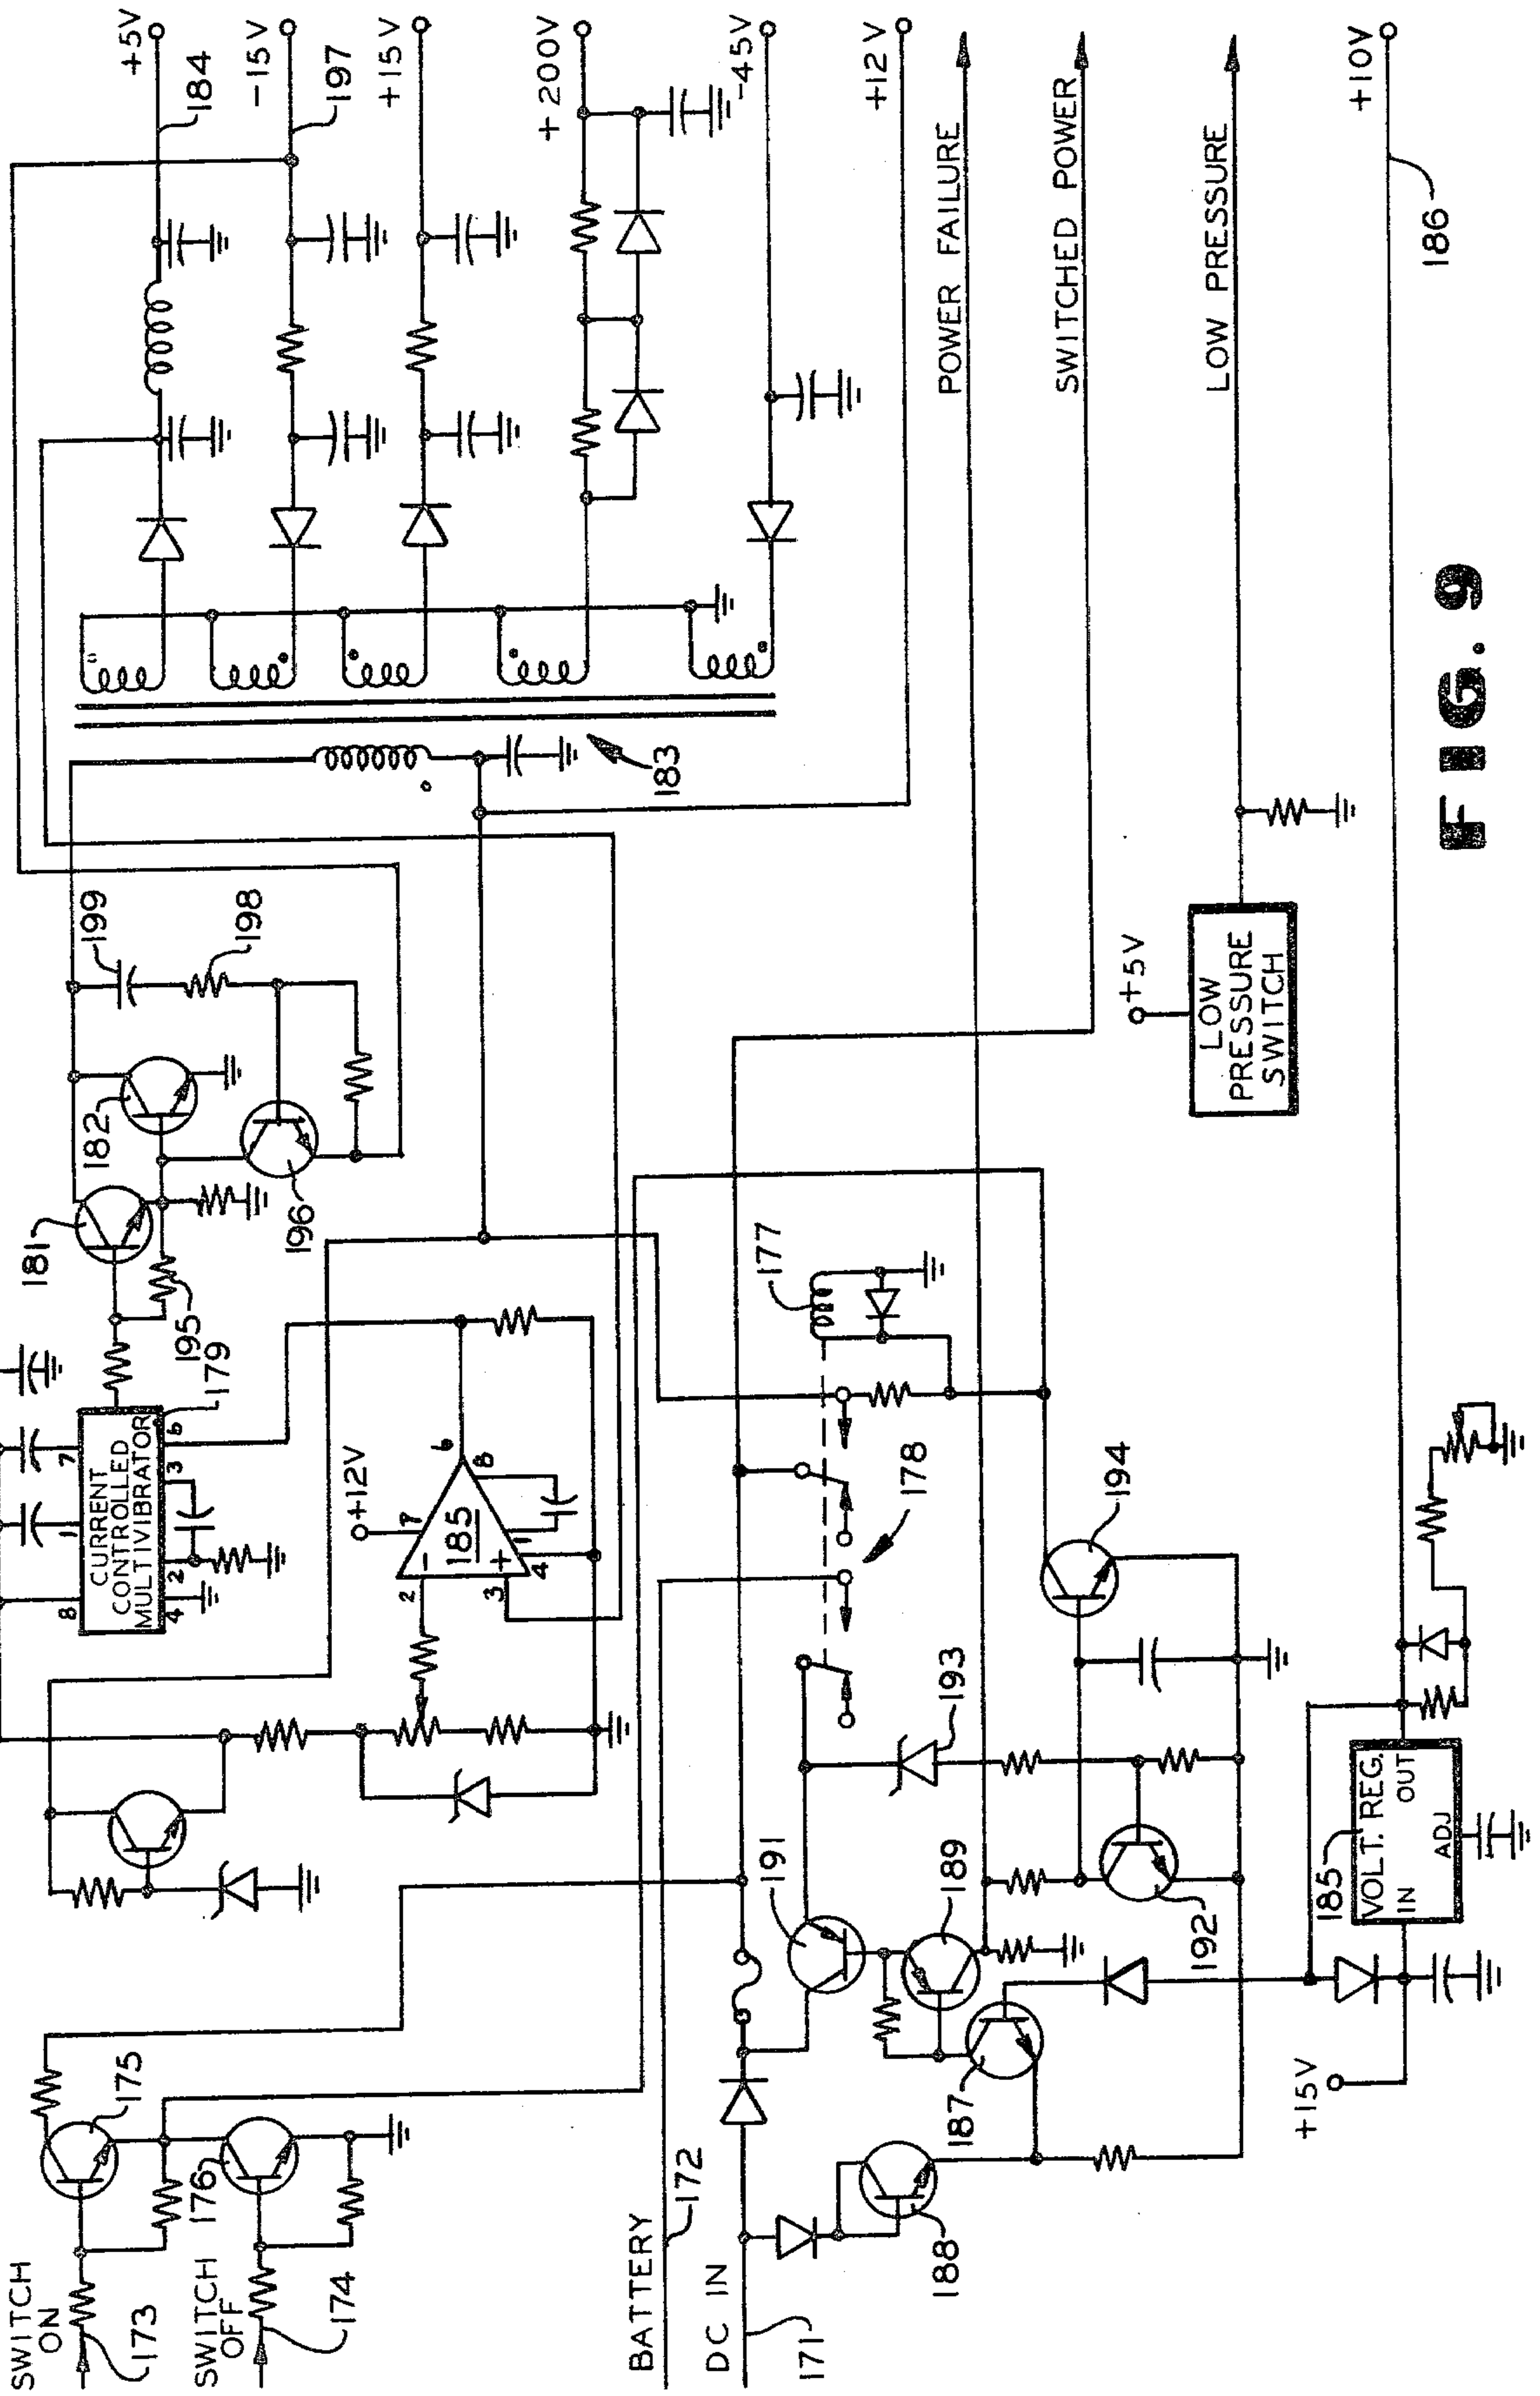 SWITCH
ON
173
SWITCH
OFF
174
175
176
BATTERY
172
DC IN
171
188
187
189
191
192
193
194
178
177
CURRENT
CONTROLLED
MULTIVIBRATOR
8
1
7
4
2
3
6
179
195
181
182
196
198
199
+12V
7
2
-
185
+
3
4
1
8
6
183
+5V
184
-15V
197
+15V
+200V
-45V
+12V
POWER FAILURE
SWITCHED POWER
LOW PRESSURE
+5V
LOW
PRESSURE
SWITCH
+10V
186
+15V
185
VOLT. REG.
IN
OUT
ADJ
FIG. 9